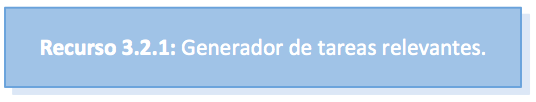 Recurso 3.2.1: Generador de tareas relevantes.